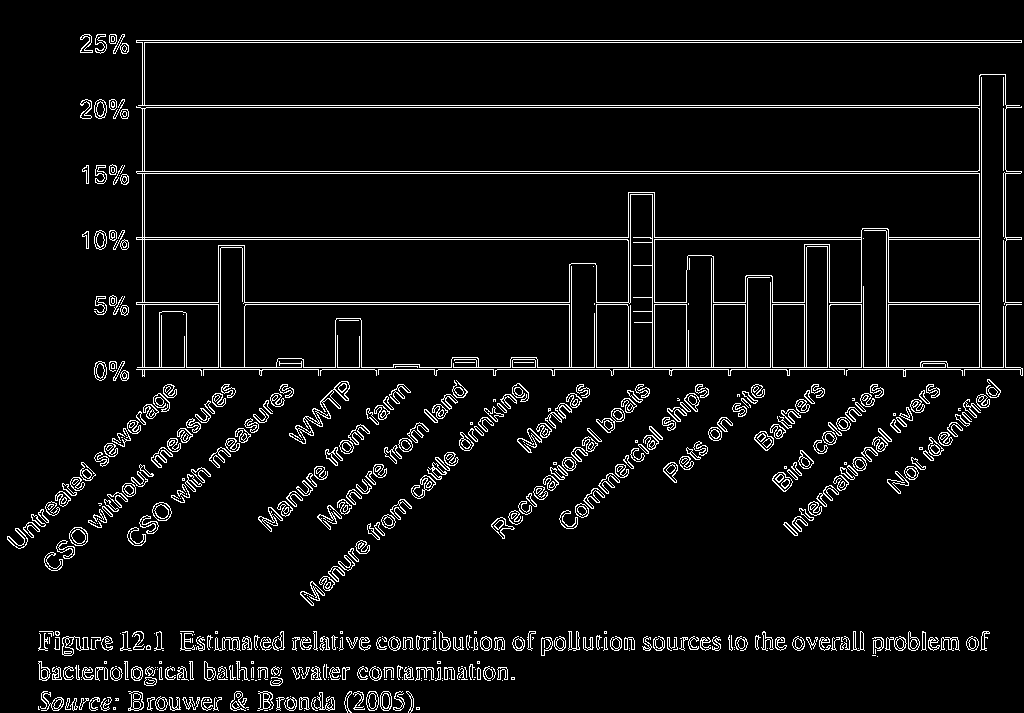 25%
20%
15%
10%
5%
0%
Untreated sewerage
CSO without measures
CSO with measures
WWTP
Manure from farm
Manure from land
Manure from cattle drinking
Marinas
Recreational boats
Commercial ships
Pets on site
Bathers
Bird colonies
International rivers
Not identified
Figure 12.1 Estimated relative contribution of pollution sources to the overall problem of
bacteriological bathing water contamination.
Source: Brouwer & Bronda (2005).